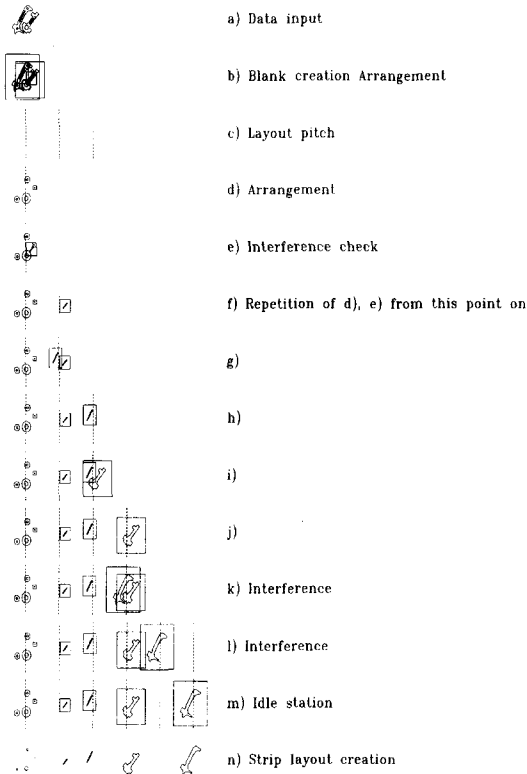 a) Data input
b) Blank creation Arrangement
c) Layout pitch
d) Arrangement
e) Interference check
f) Repetition of d), e) from this point on
g)
h)
i)
j)
k) Interference
l) Interference
m) Idle station
n) Strip layout creation